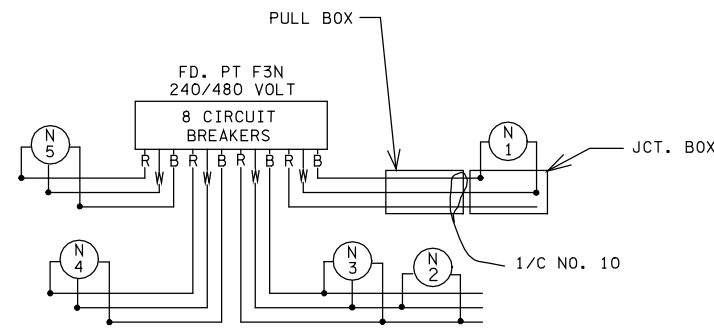 PULL BOX
FD. PT F3N
240/480 VOLT
8 CIRCUIT
BREAKERS
R W B R W B R W B R W B
N
5
N
1
JCT. BOX
N
4
N
3
N
2
1/C NO. 10